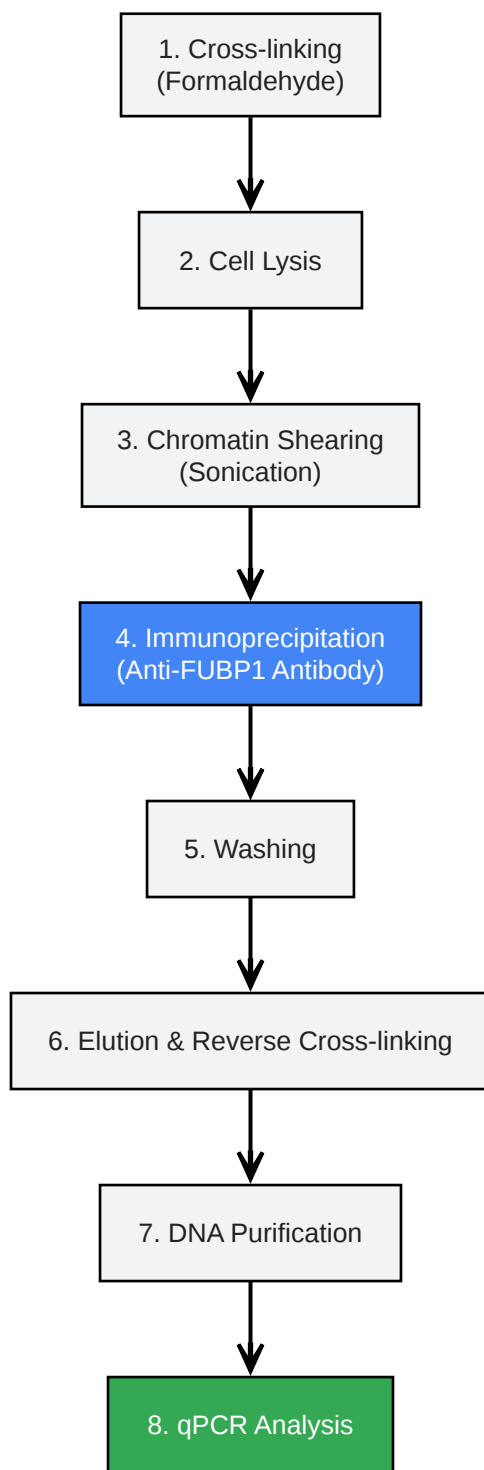 1. Cross-linking
(Formaldehyde)
2. Cell Lysis
3. Chromatin Shearing
(Sonication)
4. Immunoprecipitation
(Anti-FUBP1 Antibody)
5. Washing
6. Elution & Reverse Cross-linking
7. DNA Purification
8. qPCR Analysis